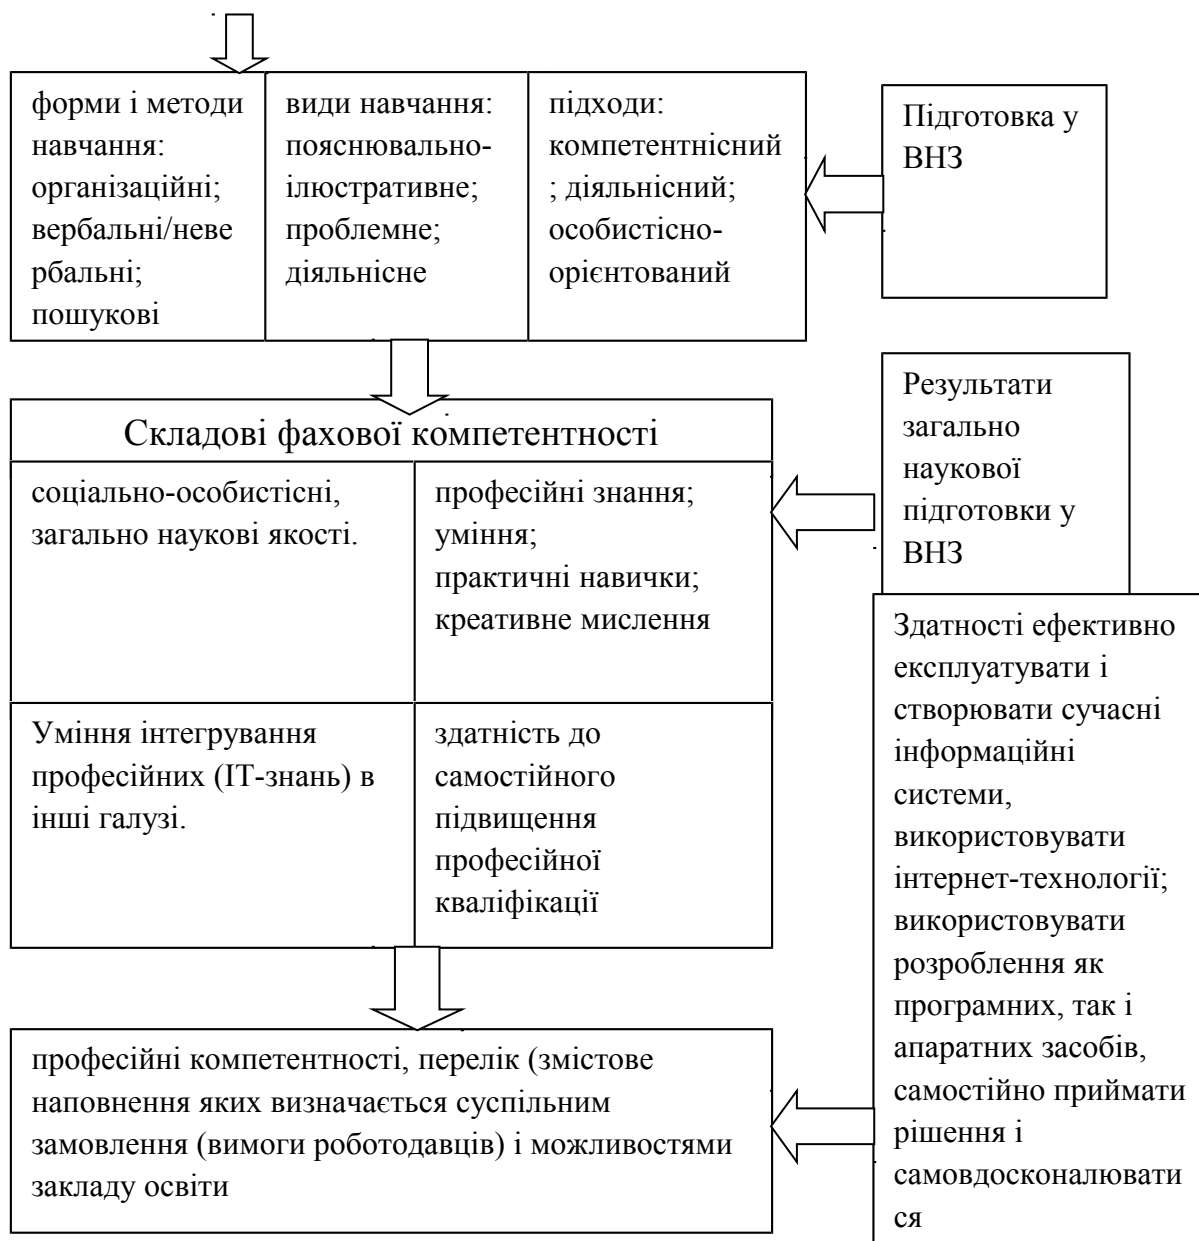 форми і методи
навчання:
організаційні;
вербальні/неве
рбальні;
пошукові
види навчання:
пояснювально-
ілюстративне;
проблемне;
діяльнісне
підходи:
компетентнісний
; діяльнісний;
особистісно-
орієнтований
Підготовка у
ВНЗ
Складові фахової компетентності
соціально-особистісні,
загально наукові якості.
професійні знання;
уміння;
практичні навички;
креативне мислення
Результати
загально
наукової
підготовки у
ВНЗ
Уміння інтегрування
професійних (ІТ-знань) в
інші галузі.
здатність до
самостійного
підвищення
професійної
кваліфікації
Здатності ефективно
експлуатувати і
створювати сучасні
інформаційні
системи,
використовувати
інтернет-технології;
використовувати
розроблення як
програмних, так і
апаратних засобів,
самостійно приймати
рішення і
самовдосконалювати
ся
професійні компетентності, перелік (змістове
наповнення яких визначається суспільним
замовлення (вимоги роботодавців) і можливостями
закладу освіти